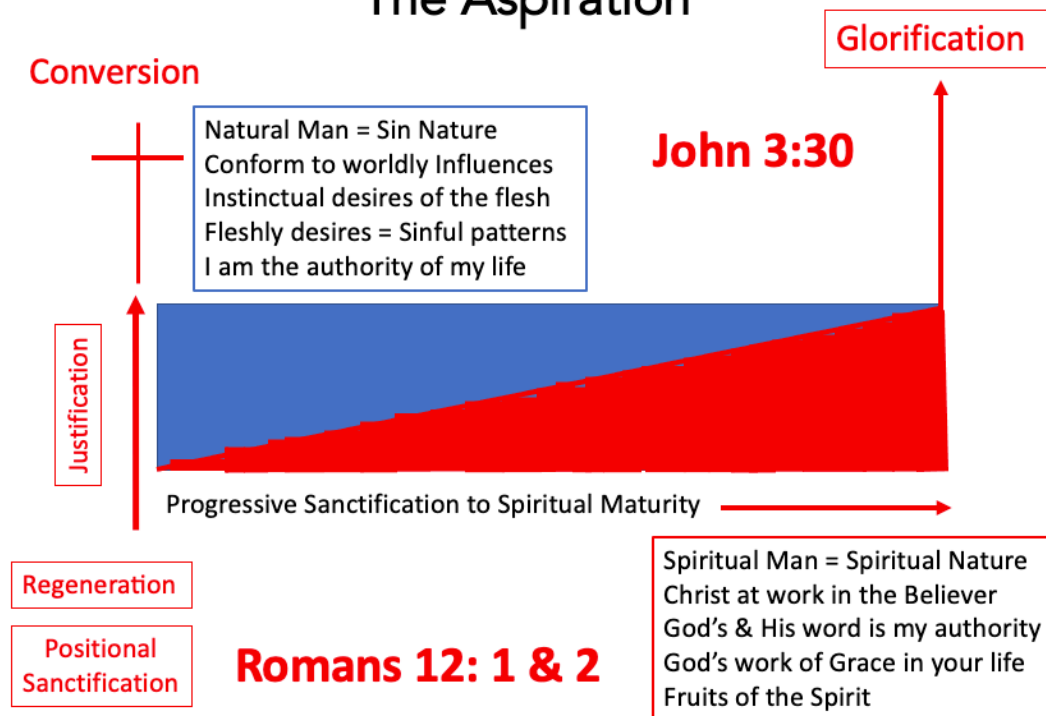 The Aspiration
Glorification
Conversion
Natural Man = Sin Nature
Conform to worldly Influences
Instinctual desires of the flesh
Fleshly desires = Sinful patterns
I am the authority of my life
John 3:30
Justification
Progressive Sanctification to Spiritual Maturity
Regeneration
Positional
Sanctification
Romans 12: 1 & 2
Spiritual Man = Spiritual Nature
Christ at work in the Believer
God's & His word is my authority
God's work of Grace in your life
Fruits of the Spirit